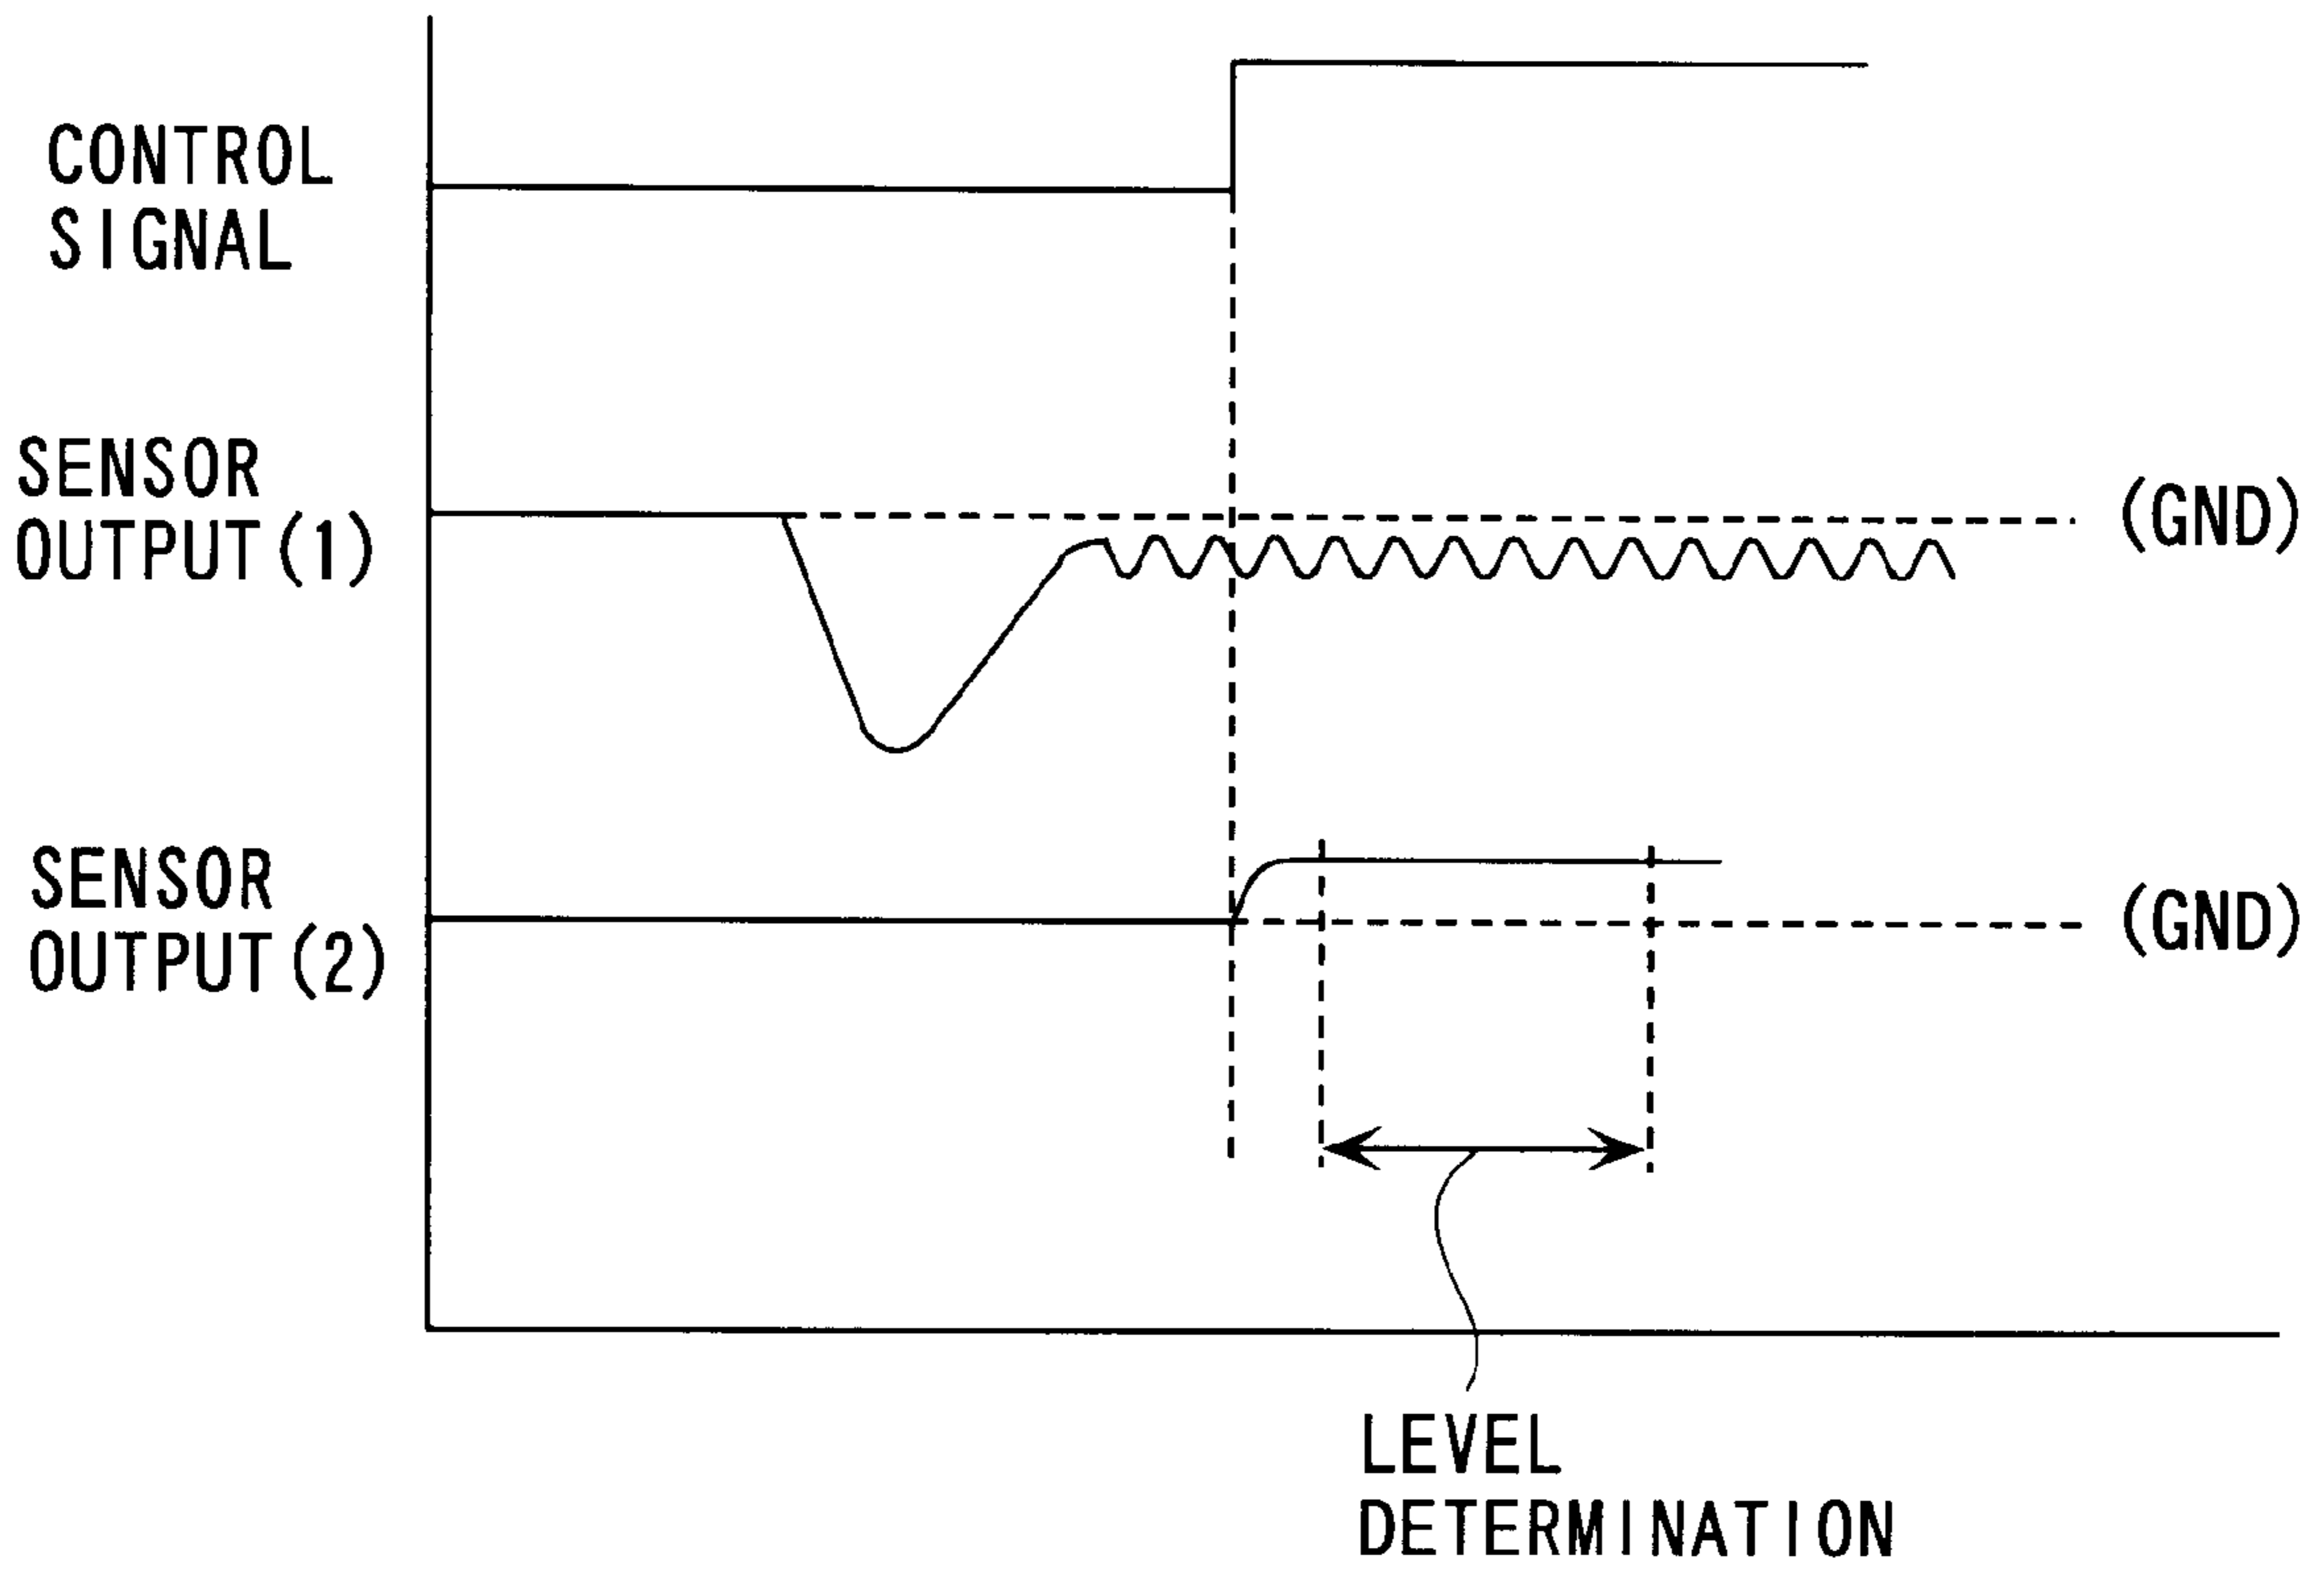 CONTROL
SIGNAL
SENSOR
OUTPUT(1)
(GND)
SENSOR
OUTPUT(2)
(GND)
LEVEL
DETERMINATION